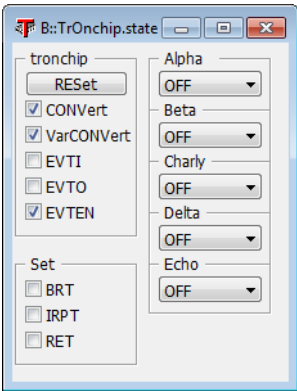 B::TrOnchip.state
tronchip
RESet
CONVert
VarCONVert
EVTI
EVTO
EVTEN
Set
BRT
IRPT
RET
Alpha
OFF
Beta
OFF
Charly
OFF
Delta
OFF
Echo
OFF